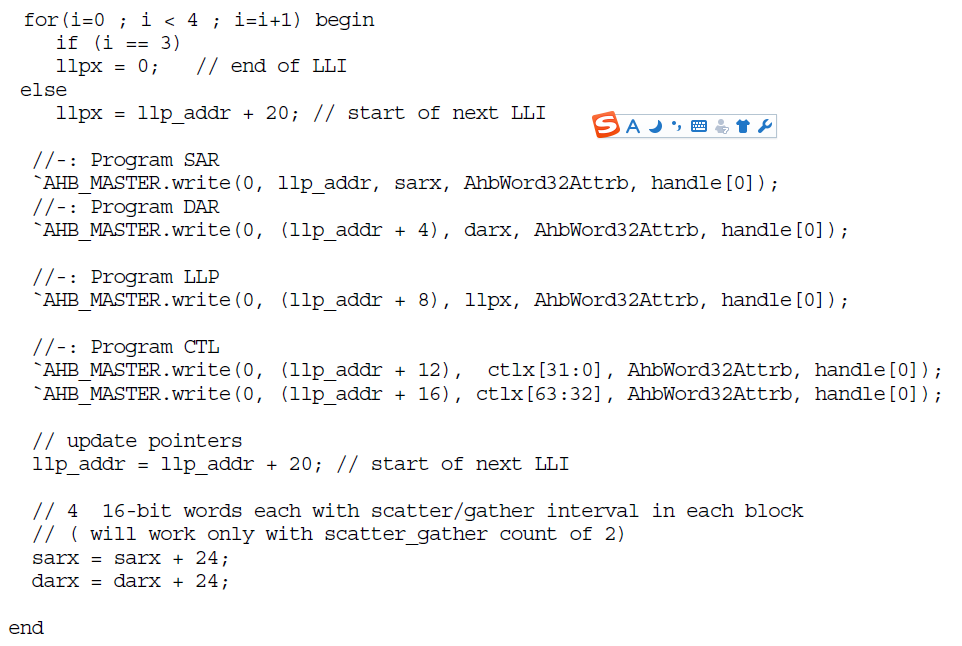 for(i=0 ; i < 4 ; i=i+1) begin
if (i == 3)
llpx = 0; // end of LLI
else
llpx = llp_addr + 20; // start of next LLI
S A
//-: Program SAR
`AHB_MASTER.write(0, llp_addr, sarx, AhbWord32Attrb, handle[0]);
//-: Program DAR
`AHB_MASTER.write(0, (llp_addr + 4), darx, AhbWord32Attrb, handle[0]);
//-: Program LLP
`AHB_MASTER.write(0, (llp_addr + 8), llpx, AhbWord32Attrb, handle[0]);
//-: Program CTL
`AHB_MASTER.write(0, (llp_addr + 12), ctlx[31:0], AhbWord32Attrb, handle[0]);
`AHB_MASTER.write(0, (llp_addr + 16), ctlx[63:32], AhbWord32Attrb, handle[0]);
// update pointers
llp_addr = llp_addr + 20; // start of next LLI
// 4 16-bit words each with scatter/gather interval in each block
// ( will work only with scatter_gather count of 2)
sarx = sarx + 24;
darx = darx + 24;
end